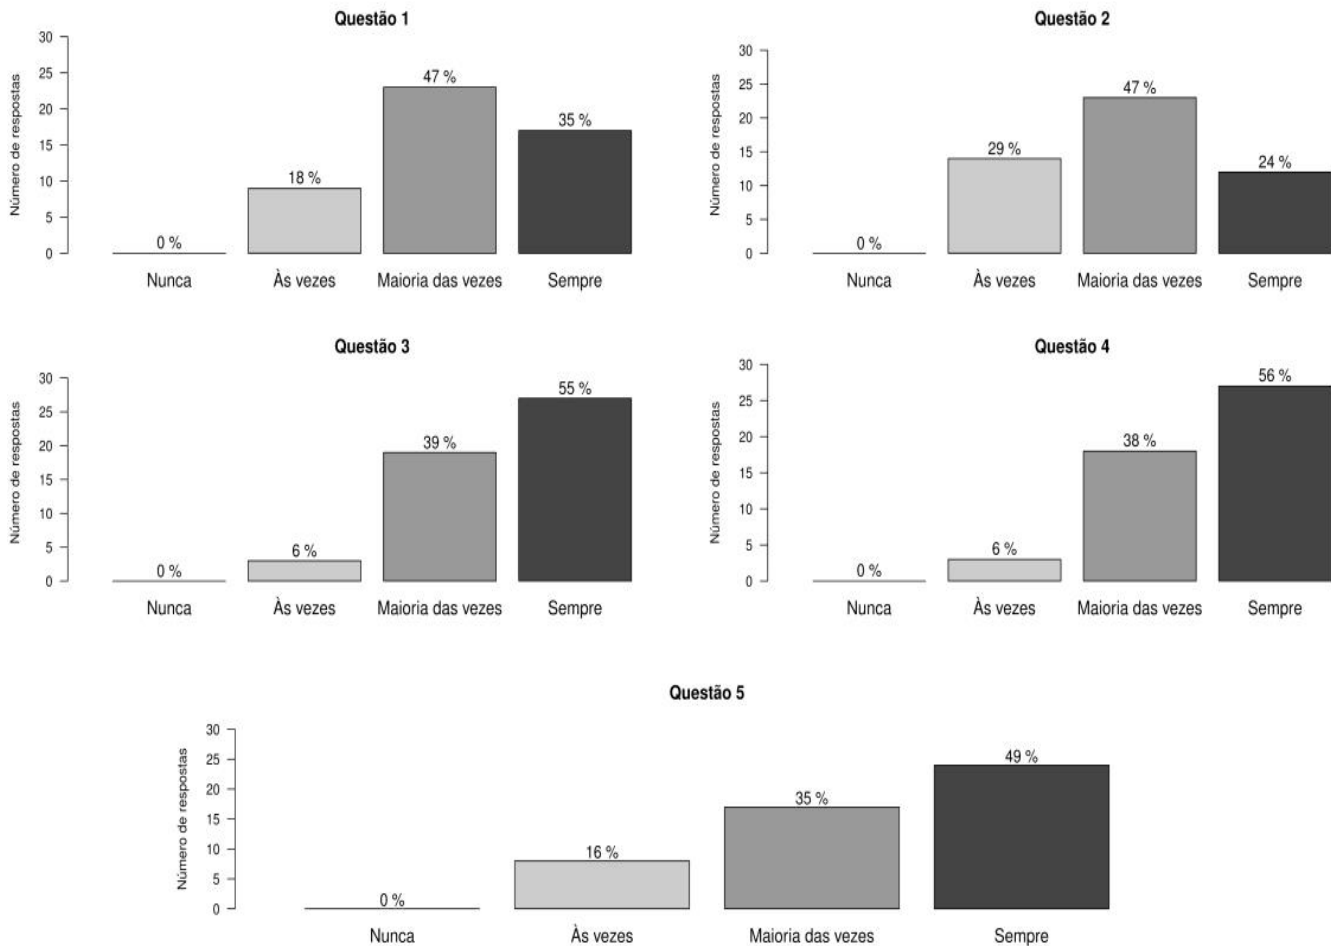 Questão 1
Número de respostas
30
25
20
15
10
5
0
0 %
18 %
47 %
35 %
Nunca
Às vezes
Maioria das vezes
Sempre
Questão 2
Número de respostas
30
25
20
15
10
5
0
0 %
29 %
47 %
24 %
Nunca
Às vezes
Maioria das vezes
Sempre
Questão 3
Número de respostas
30
25
20
15
10
5
0
0 %
6 %
39 %
55 %
Nunca
Às vezes
Maioria das vezes
Sempre
Questão 4
Número de respostas
30
25
20
15
10
5
0
0 %
6 %
38 %
56 %
Nunca
Às vezes
Maioria das vezes
Sempre
Questão 5
Número de respostas
30
25
20
15
10
5
0
0 %
16 %
35 %
49 %
Nunca
Às vezes
Maioria das vezes
Sempre